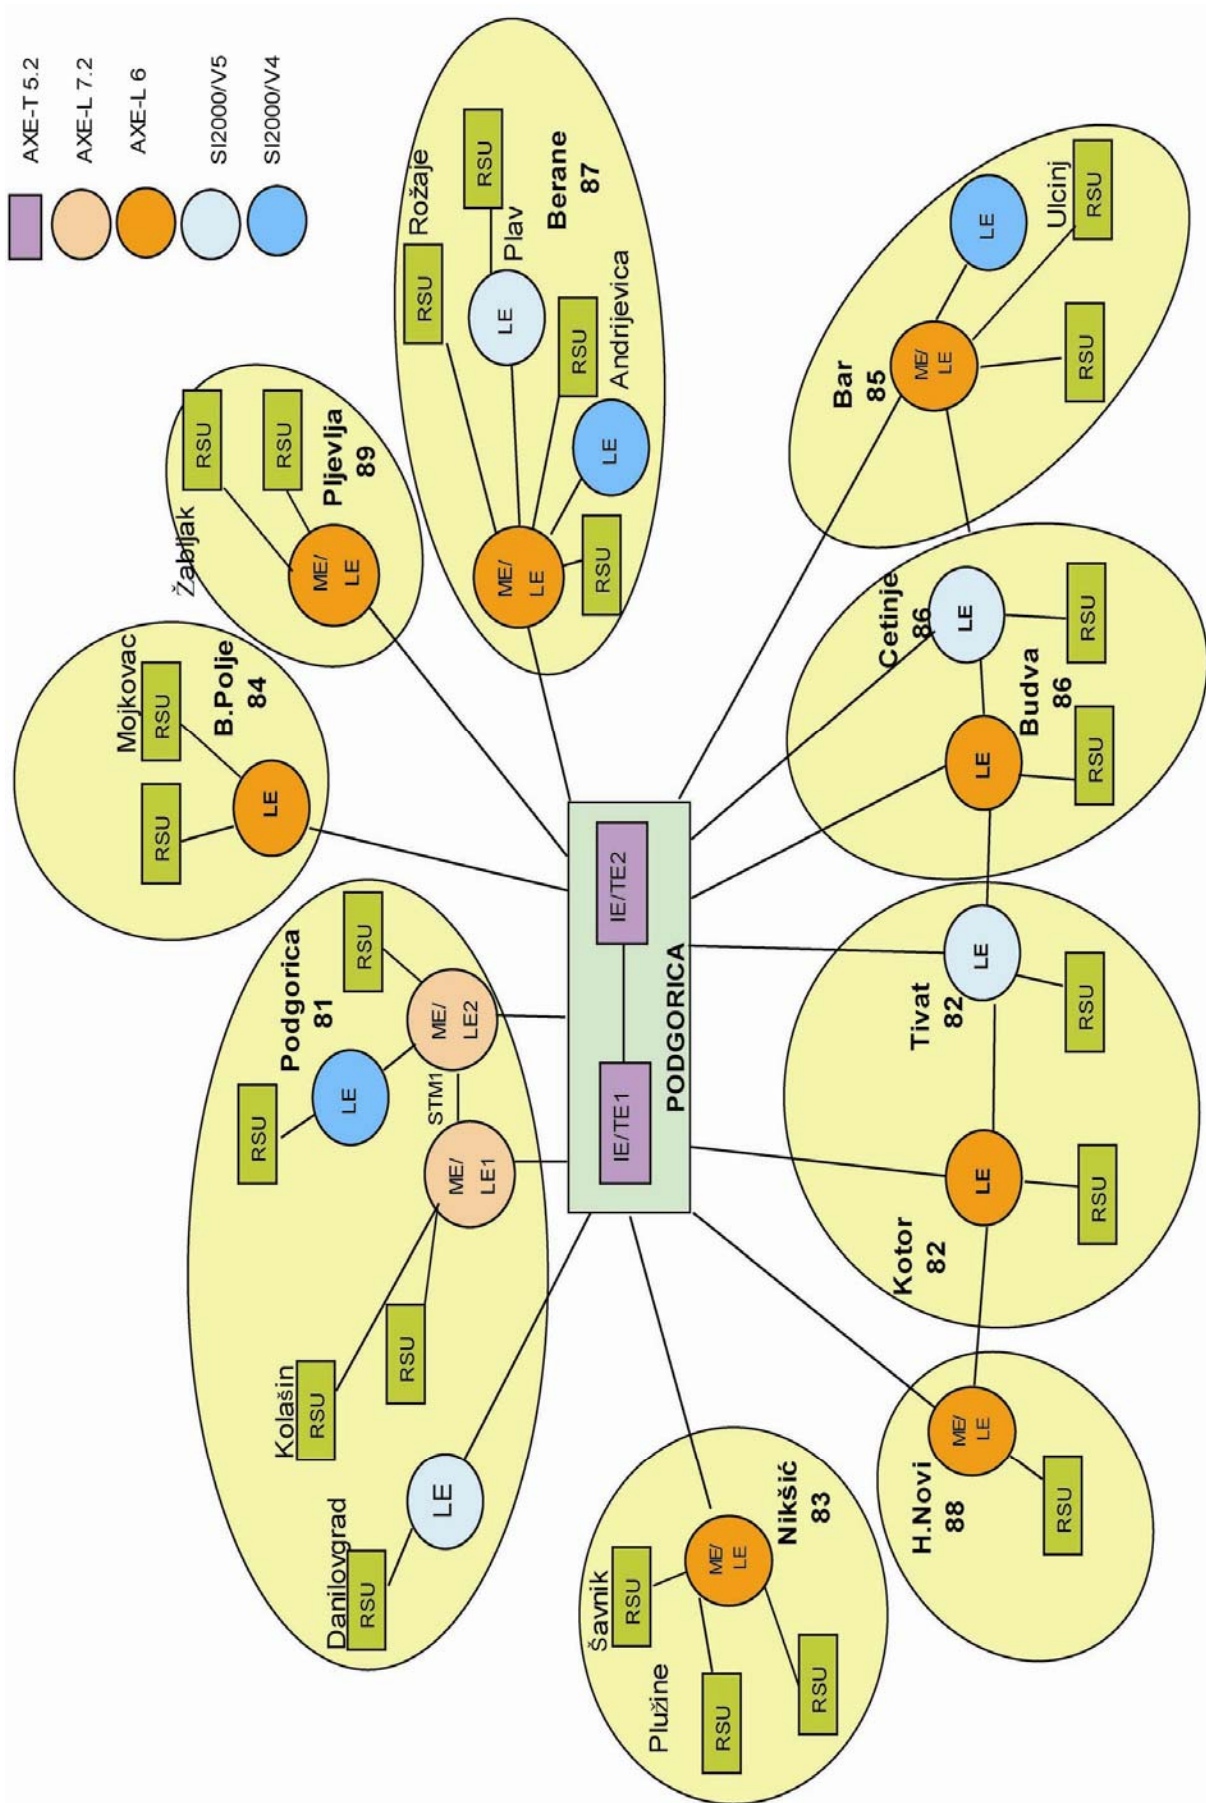 AXE-T 5.2
AXE-L 7.2
AXE-L 6
SI2000/V5
SI2000/V4
Danilovgrad
RSU
LE
Kolašin
RSU
RSU
ME/
LE1
STM1
ME/
LE2
RSU
LE
RSU
Podgorica
81
Mojkovac
RSU
RSU
LE
B.Polje
84
Žabljak
RSU
RSU
ME/
LE
Pljevlja
89
Rožaje
RSU
RSU
Plav
LE
RSU
Andrijevica
LE
RSU
ME/
LE
Berane
87
IE/TE1
IE/TE2
PODGORICA
Šavnik
RSU
Plužine
RSU
RSU
ME/
LE
Nikšić
83
H.Novi
88
ME/
LE
RSU
Kotor
82
LE
RSU
Tivat
82
LE
RSU
Cetinje
86
LE
RSU
Budva
86
LE
RSU
Bar
85
ME/
LE
LE
Ulcinj
RSU
RSU